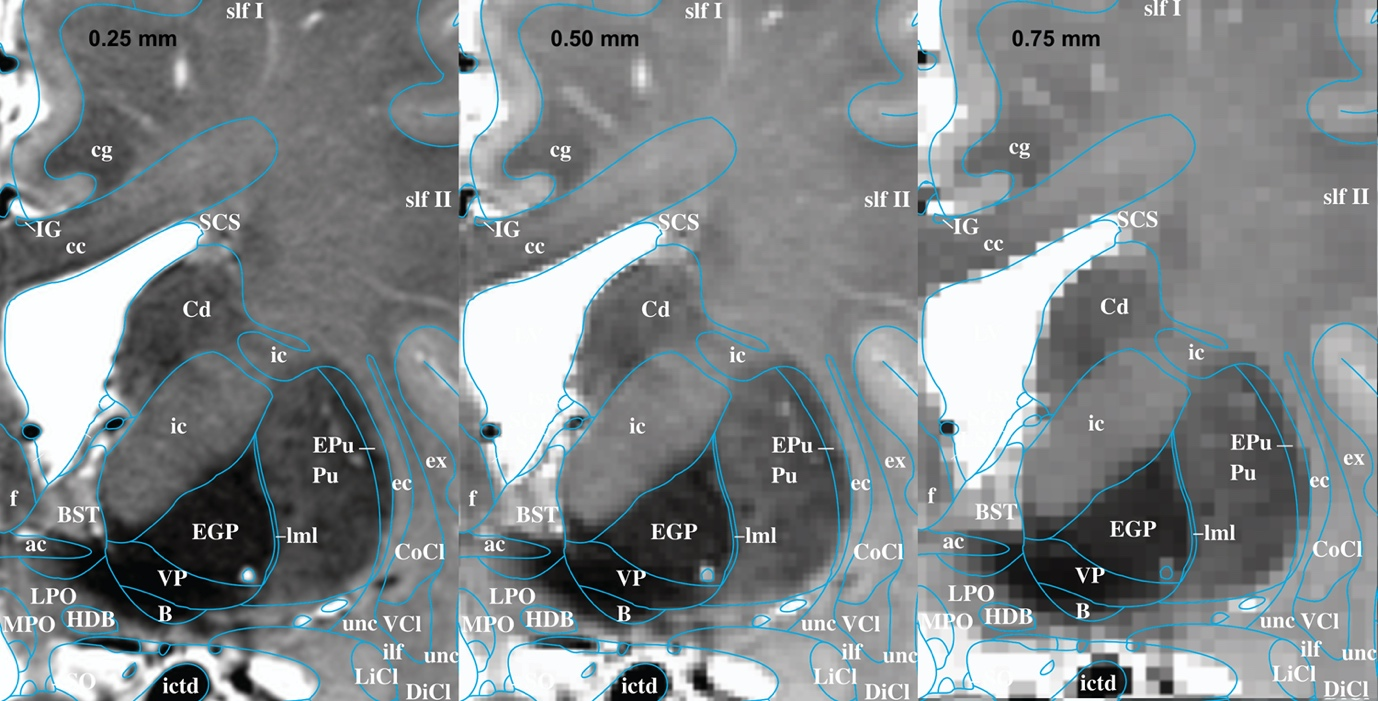 slf I
0.25 mm
cg
slf II
IG
SCS
cc
Cd
ic
ic
EPu
Pu
ex
ec
f
BST
EGP
lml
ac
CoCl
VP
LPO
B
MPO
HDB
unc VCl
ilf
unc
LiCl
ictd
DiCl
slf I
0.50 mm
cg
slf II
IG
SCS
cc
Cd
ic
ic
EPu
Pu
ex
ec
f
BST
EGP
lml
ac
CoCl
VP
LPO
B
MPO
HDB
unc VCl
ilf
unc
LiCl
ictd
DiCl
slf I
0.75 mm
cg
slf II
IG
SCS
cc
Cd
ic
ic
EPu
Pu
ex
ec
f
BST
EGP
lml
ac
CoCl
VP
LPO
B
MPO
HDB
unc VCl
ilf
unc
LiCl
ictd
DiCl